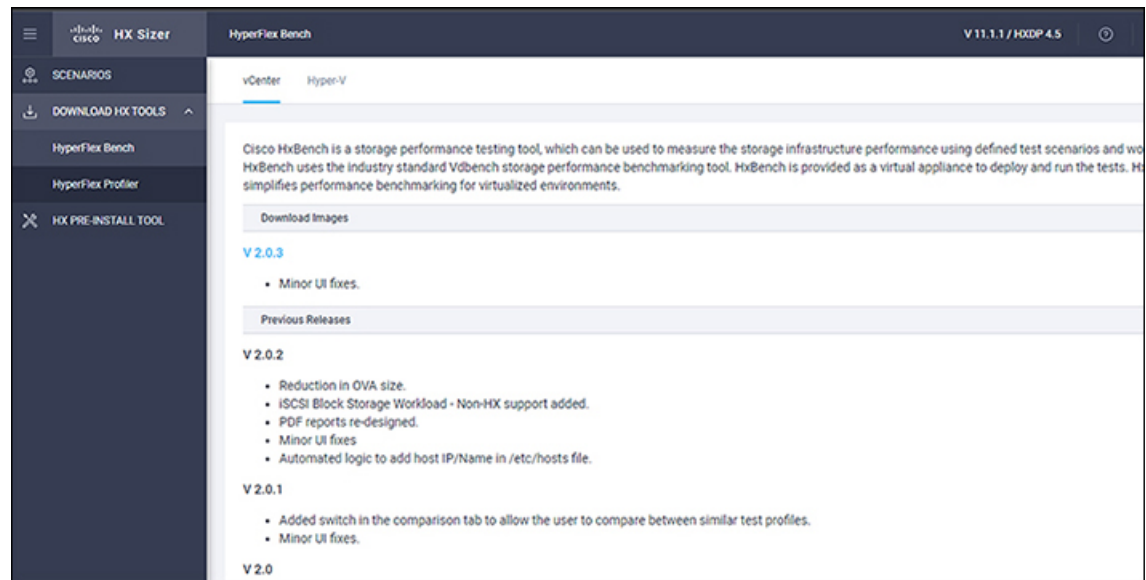 cisco HX Sizer
HyperFlex Bench
V 11.1.1 / HXDP 4.5
SCENARIOS
DOWNLOAD HX TOOLS
HyperFlex Bench
HyperFlex Profiler
HX PRE-INSTALL TOOL
vCenter Hyper-V
Cisco HxBench is a storage performance testing tool, which can be used to measure the storage infrastructure performance using defined test scenarios and wo
HxBench uses the industry standard Vdbench storage performance benchmarking tool. HxBench is provided as a virtual appliance to deploy and run the tests. H
simplifies performance benchmarking for virtualized environments.
Download Images
V 2.0.3
• Minor UI fixes.
Previous Releases
V 2.0.2
• Reduction in OVA size.
• iSCSI Block Storage Workload - Non-HX support added.
• PDF reports re-designed.
• Minor UI fixes
• Automated logic to add host IP/Name in /etc/hosts file.
V 2.0.1
• Added switch in the comparison tab to allow the user to compare between similar test profiles.
• Minor UI fixes.
V 2.0